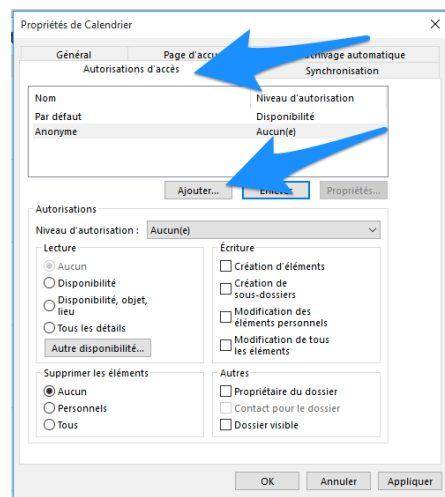 Propriétés de Calendrier
Général Page d'accu chivage automatique
Autorisations d'accès Synchronisation
Nom Niveau d'autorisation
Par défaut Disponibilité
Anonyme Aucun(e)
Ajouter... Enlever Propriétés...
Autorisations
Niveau d'autorisation : Aucun(e)
Lecture
Aucun
Disponibilité
Disponibilité, objet,
lieu
Tous les détails
Autre disponibilité...
Écriture
Création d'éléments
Création de
sous-dossiers
Modification des
éléments personnels
Modification de tous
les éléments
Supprimer les éléments
Aucun
Personnels
Tous
Autres
Propriétaire du dossier
Contact pour le dossier
Dossier visible
OK Annuler Appliquer